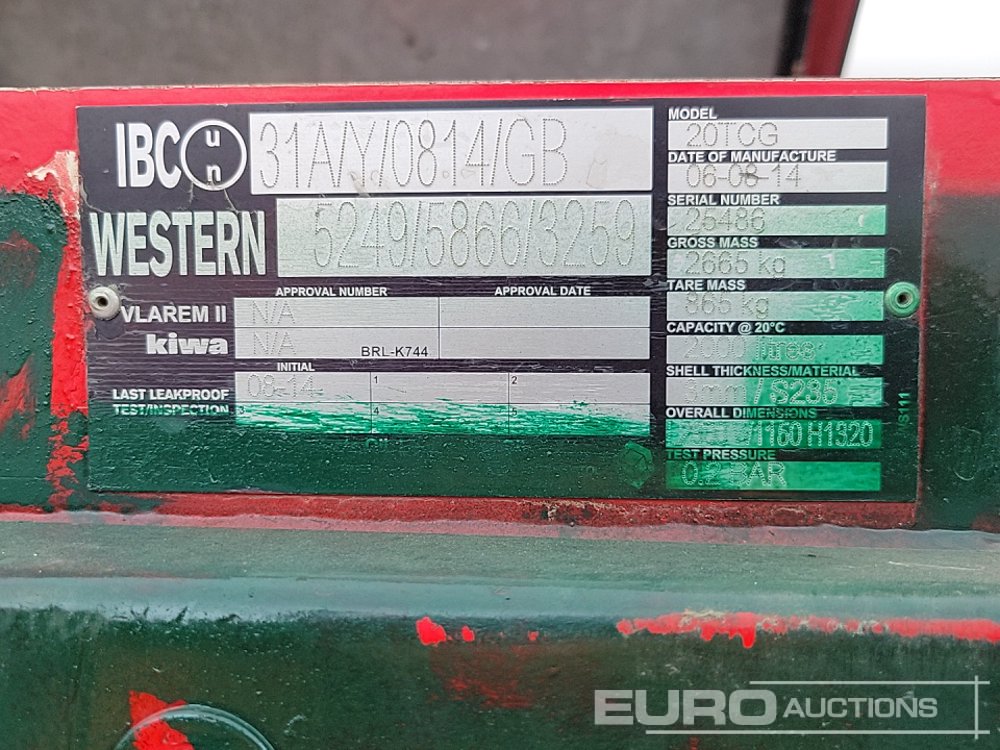 IBC un 31A/Y/0814/GB
WESTERN 5249/5866/3259
APPROVAL NUMBER APPROVAL DATE
VLAREM II N/A
kiwa N/A BRL-K744
INITIAL
LAST LEAKPROOF 08-14 1 2
TEST/INSPECTION 3 4 5
MODEL
20TCG
DATE OF MANUFACTURE
06-08-14
SERIAL NUMBER
25486
GROSS MASS
2665 kg
TARE MASS
865 kg
CAPACITY @ 20°C
litres
SHELL THICKNESS/MATERIAL
3mm / S235
OVERALL DIMENSIONS
/1150 H1320
TEST PRESSURE
0.2 BAR
S111
EURO AUCTIONS